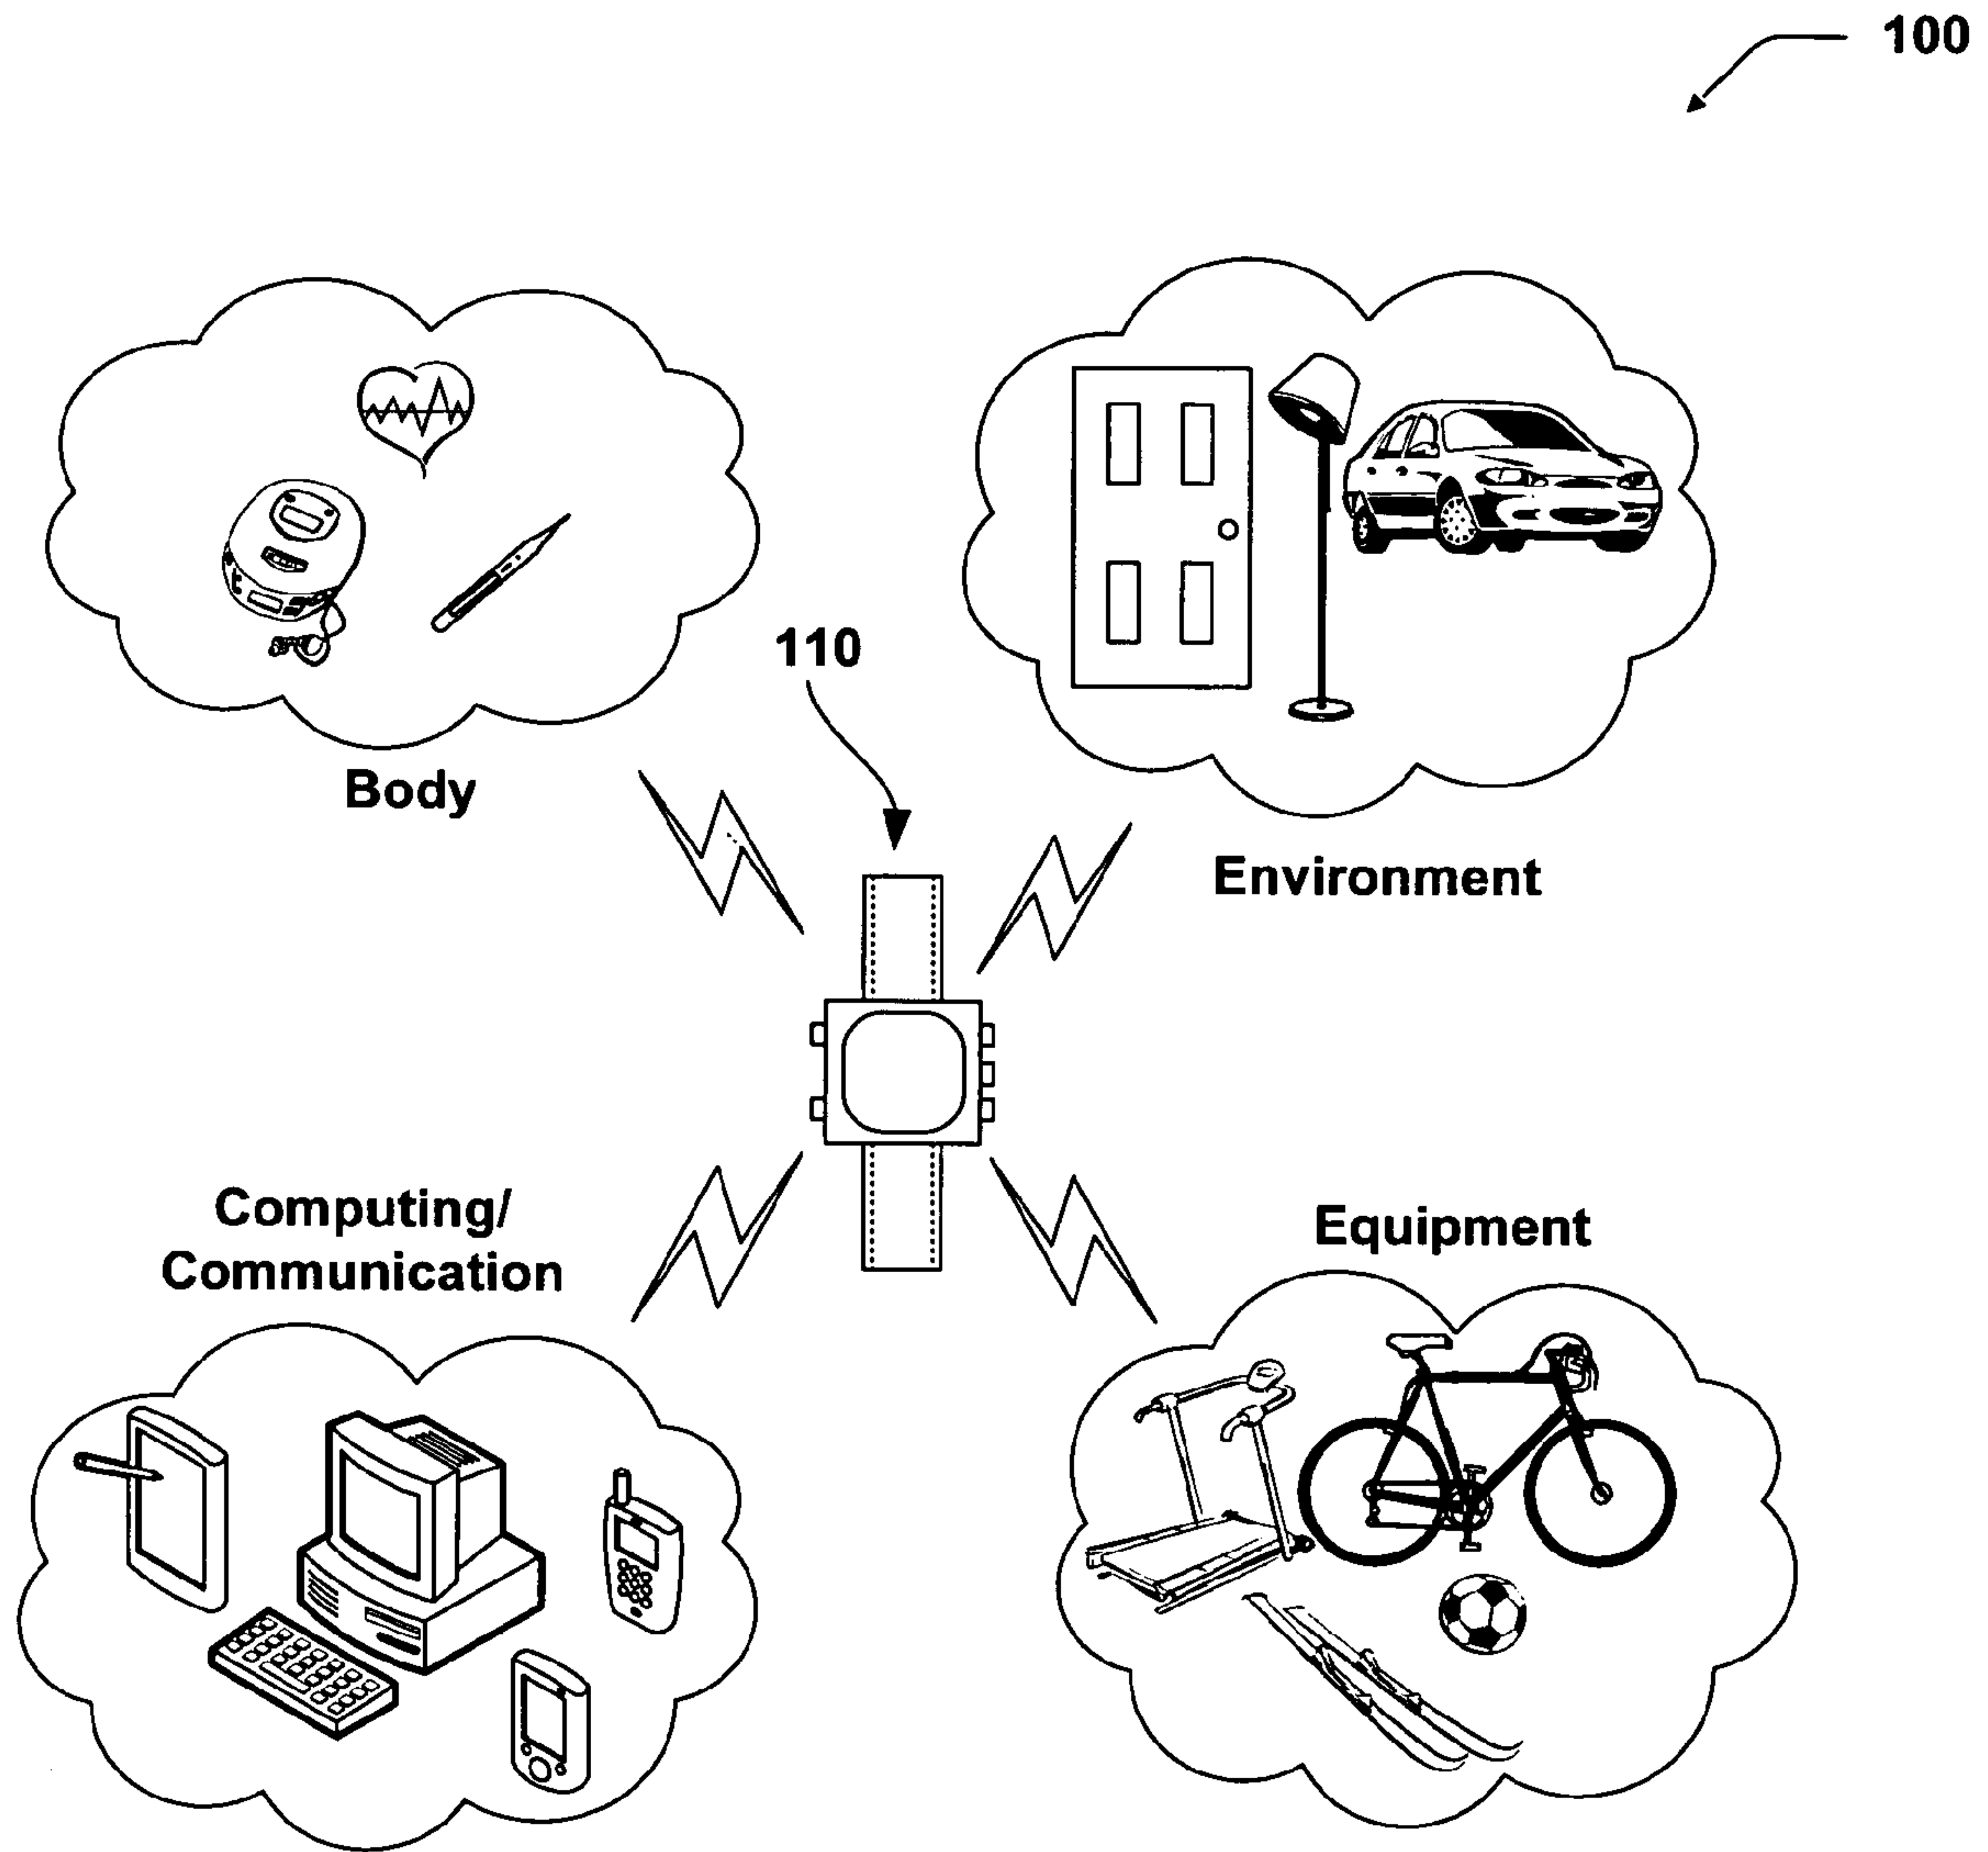 100
110
Body
Environment
Computing/
Communication
Equipment